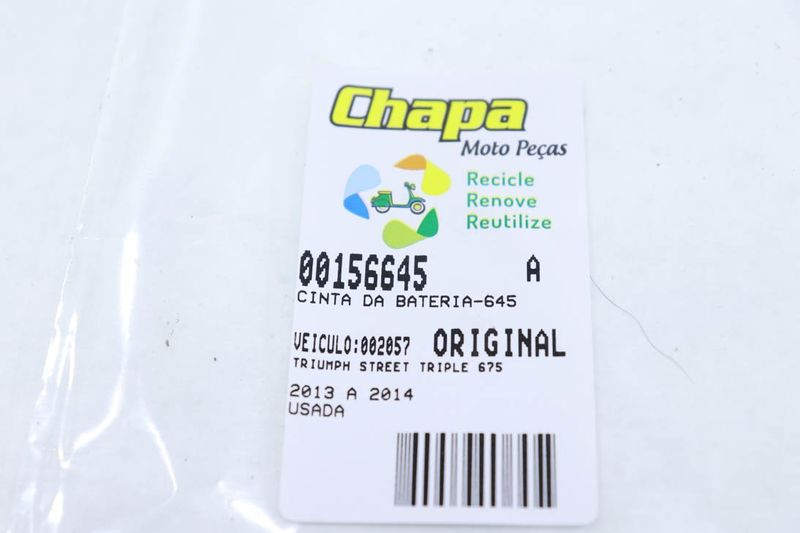 Chapa
Moto Peças
Recicle
Renove
Reutilize
00156645 A
CINTA DA BATERIA-645
VEICULO:002057 ORIGINAL
TRIUMPH STREET TRIPLE 675
2013 A 2014
USADA